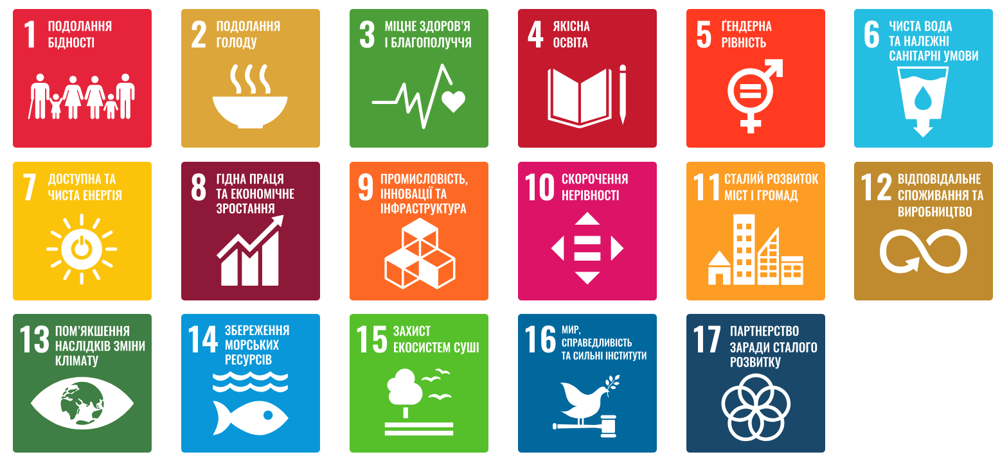 1 ПОДОЛАННЯ
БІДНОСТІ
2 ПОДОЛАННЯ
ГОЛОДУ
3 МІЦНЕ ЗДОРОВ’Я
І БЛАГОПОЛУЧЧЯ
4 ЯКІСНА
ОСВІТА
5 ҐЕНДЕРНА
РІВНІСТЬ
6 ЧИСТА ВОДА
ТА НАЛЕЖНІ
САНІТАРНІ УМОВИ
7 ДОСТУПНА ТА
ЧИСТА ЕНЕРГІЯ
8 ГІДНА ПРАЦЯ
ТА ЕКОНОМІЧНЕ
ЗРОСТАННЯ
9 ПРОМИСЛОВІСТЬ,
ІННОВАЦІЇ ТА
ІНФРАСТРУКТУРА
10 СКОРОЧЕННЯ
НЕРІВНОСТІ
11 СТАЛИЙ РОЗВИТОК
МІСТ І ГРОМАД
12 ВІДПОВІДАЛЬНЕ
СПОЖИВАННЯ ТА
ВИРОБНИЦТВО
13 ПОМ’ЯКШЕННЯ
НАСЛІДКІВ ЗМІНИ
КЛІМАТУ
14 ЗБЕРЕЖЕННЯ
МОРСЬКИХ
РЕСУРСІВ
15 ЗАХИСТ
ЕКОСИСТЕМ СУШІ
16 МИР,
СПРАВЕДЛИВІСТЬ
ТА СИЛЬНІ ІНСТИТУТИ
17 ПАРТНЕРСТВО
ЗАРАДИ СТАЛОГО
РОЗВИТКУ